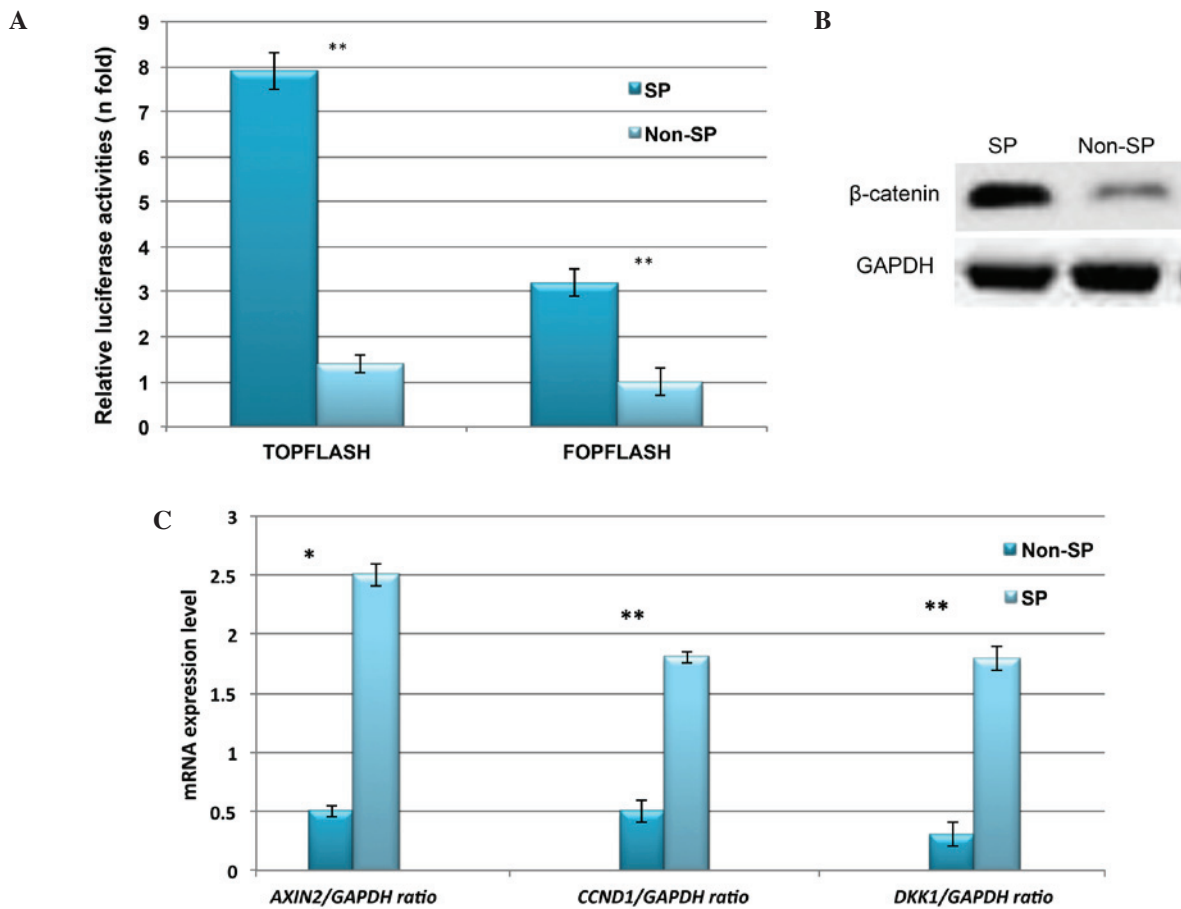 A
Relative luciferase activities (n fold)
9
8
7
6
5
4
3
2
1
0
**
**
SP
Non-SP
TOPFLASH
FOPFLASH
B
SP Non-SP
β-catenin
GAPDH
C
mRNA expression level
3
2.5
2
1.5
1
0.5
0
*
**
**
Non-SP
SP
AXIN2/GAPDH ratio
CCND1/GAPDH ratio
DKK1/GAPDH ratio